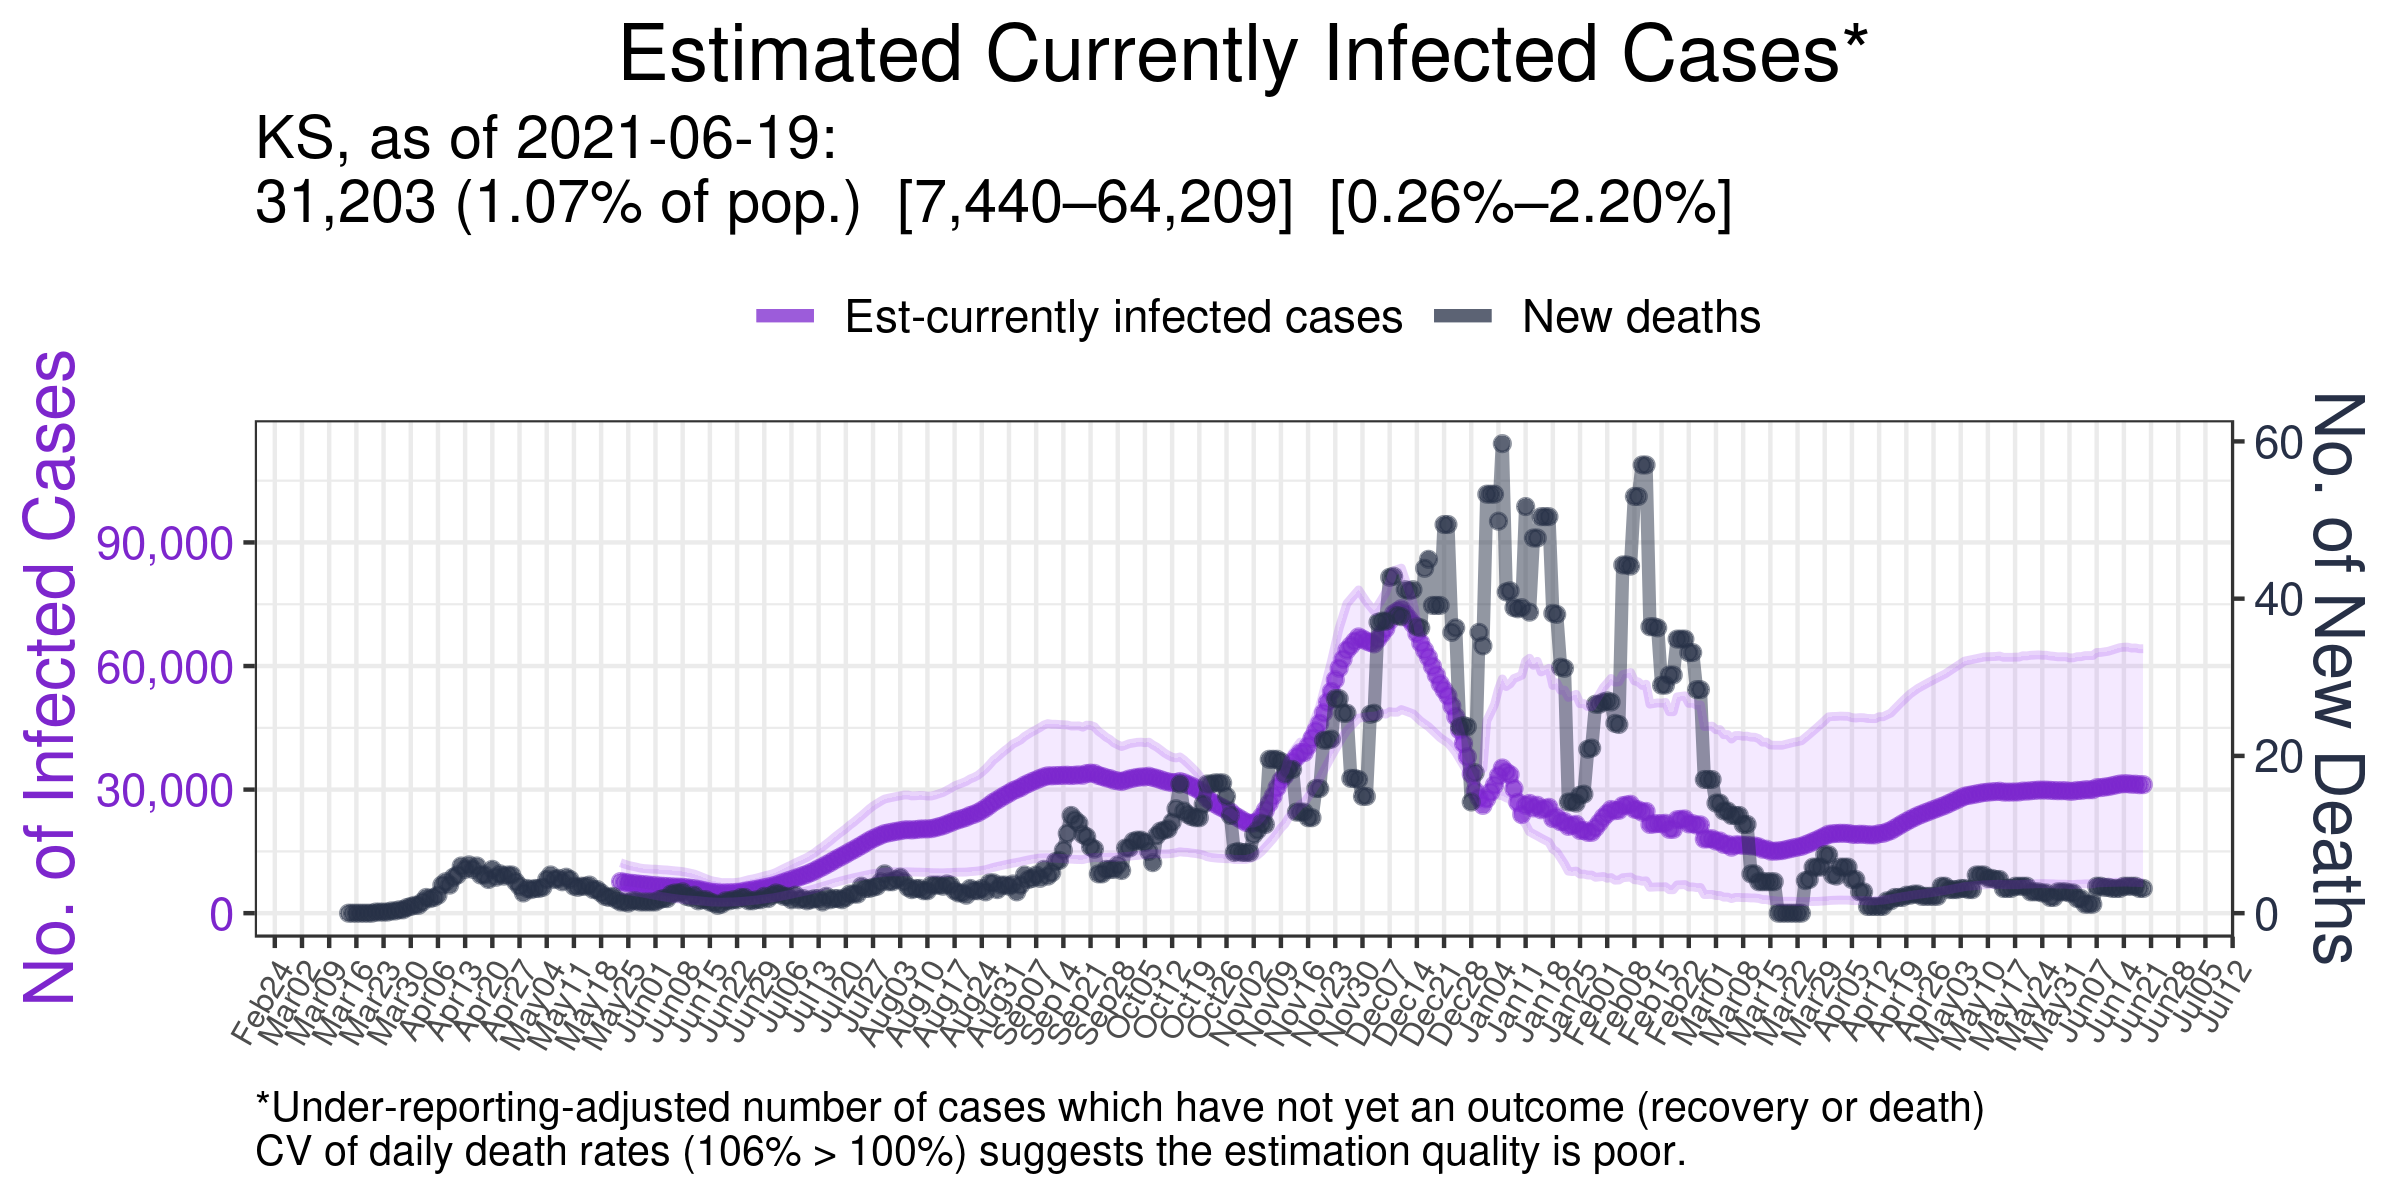 Estimated Currently Infected Cases*
KS, as of 2021-06-19:
31,203 (1.07% of pop.) [7,440–64,209] [0.26%–2.20%]
Est-currently infected cases
New deaths
No. of Infected Cases
90,000
60,000
30,000
0
60
40
20
0
No. of New Deaths
Feb24
Mar02
Mar09
Mar16
Mar23
Mar30
Apr06
Apr13
Apr20
Apr27
May04
May11
May18
May25
Jun01
Jun08
Jun15
Jun22
Jun29
Jul06
Jul13
Jul20
Jul27
Aug03
Aug10
Aug17
Aug24
Aug31
Sep07
Sep14
Sep21
Sep28
Oct05
Oct12
Oct19
Oct26
Nov02
Nov09
Nov16
Nov23
Nov30
Dec07
Dec14
Dec21
Dec28
Jan04
Jan11
Jan18
Jan25
Feb01
Feb08
Feb15
Feb22
Mar01
Mar08
Mar15
Mar22
Mar29
Apr05
Apr12
Apr19
Apr26
May03
May10
May17
May24
May31
Jun07
Jun14
Jun21
Jun28
Jul05
Jul12
*Under-reporting-adjusted number of cases which have not yet an outcome (recovery or death)
CV of daily death rates (106% > 100%) suggests the estimation quality is poor.